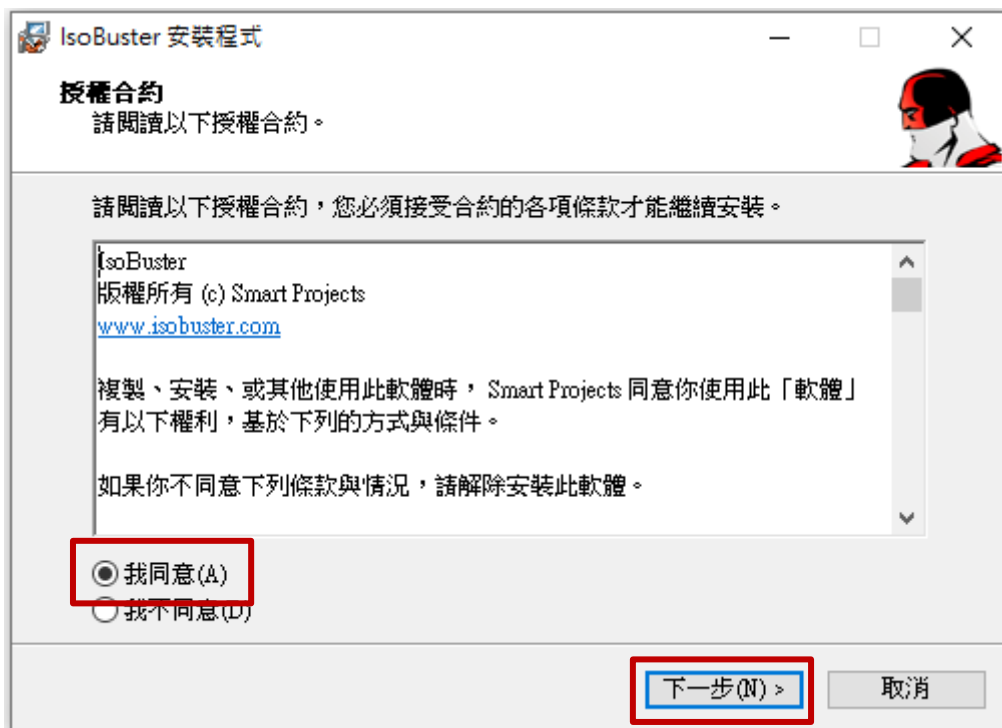 IsoBuster 安裝程式
授權合約
請閱讀以下授權合約。
請閱讀以下授權合約，您必須接受合約的各項條款才能繼續安裝。
IsoBuster
版權所有 (c) Smart Projects
www.isobuster.com
複製、安裝、或其他使用此軟體時， Smart Projects 同意你使用此「軟體」
有以下權利，基於下列的方式與條件。
如果你不同意下列條款與情況，請解除安裝此軟體。
我同意(A)
我不同意(D)
下一步(N) >
取消